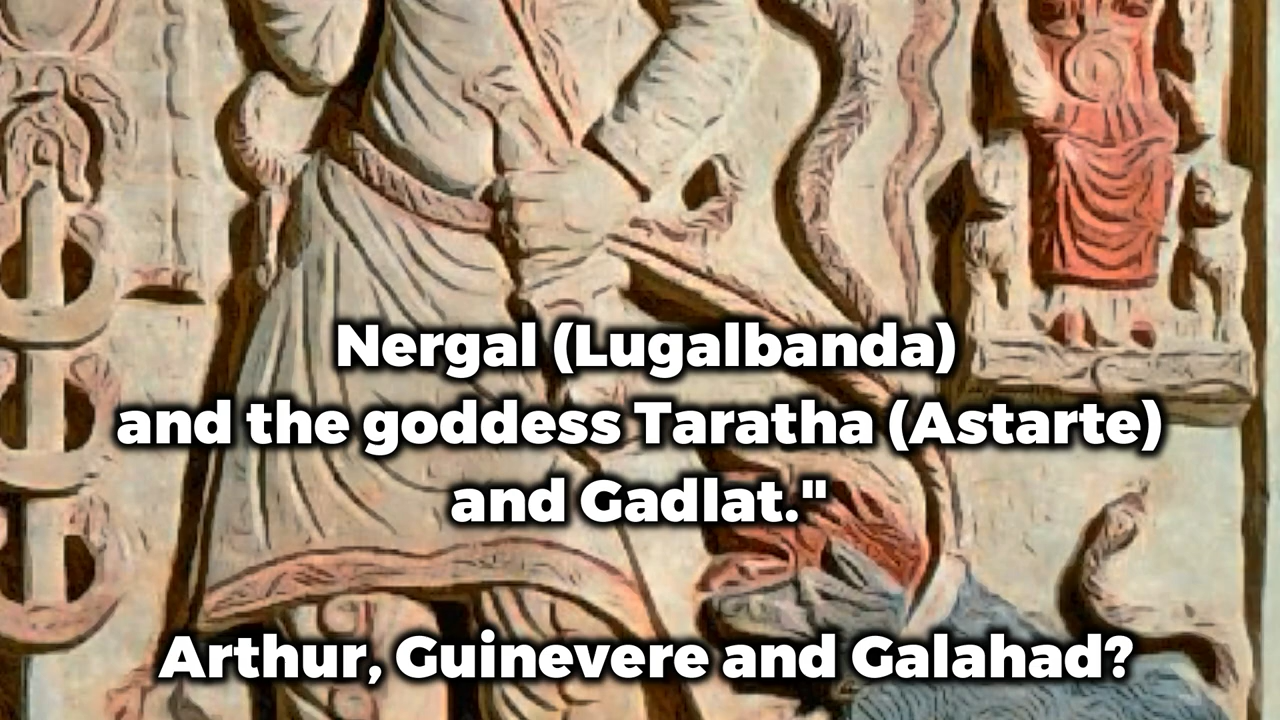 Nergal (Lugalbanda)
and the goddess Taratha (Astarte)
and Gadlat."
Arthur, Guinevere and Galahad?